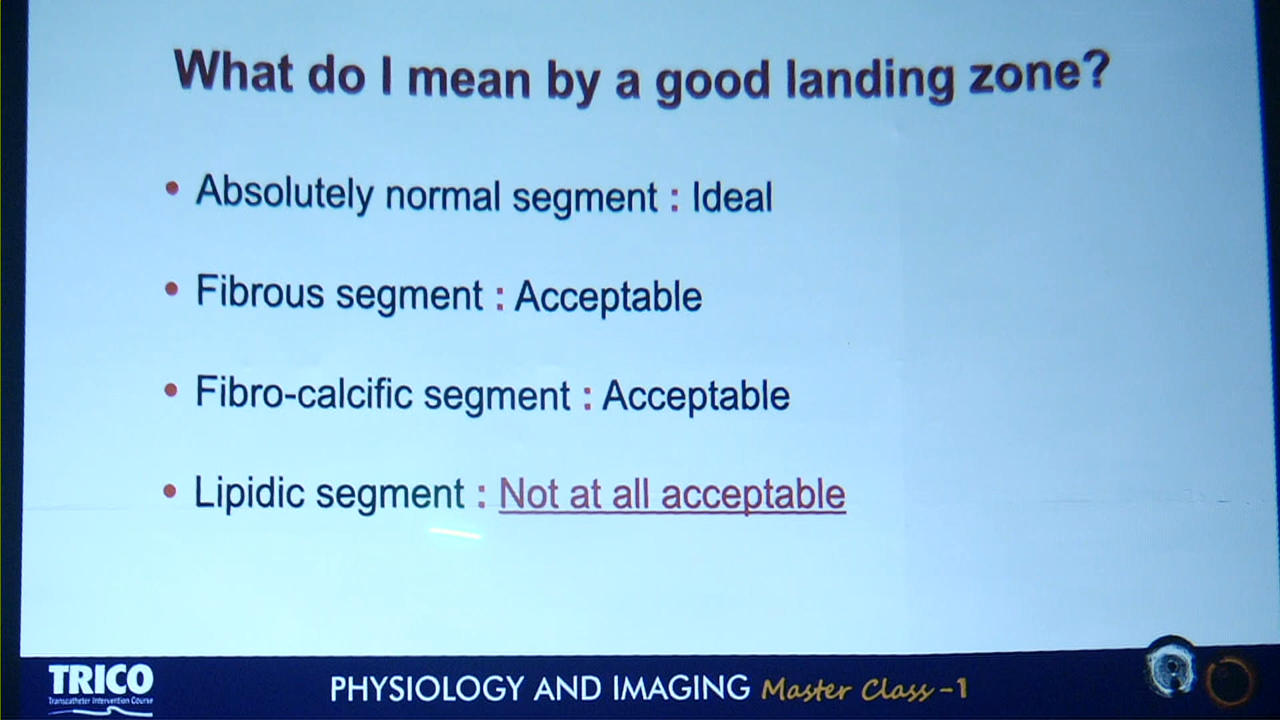 What do I mean by a good landing zone?
• Absolutely normal segment : Ideal
• Fibrous segment : Acceptable
• Fibro-calcific segment : Acceptable
• Lipidic segment : Not at all acceptable
TRICO
Transcatheter Intervention Course
PHYSIOLOGY AND IMAGING Master Class -1